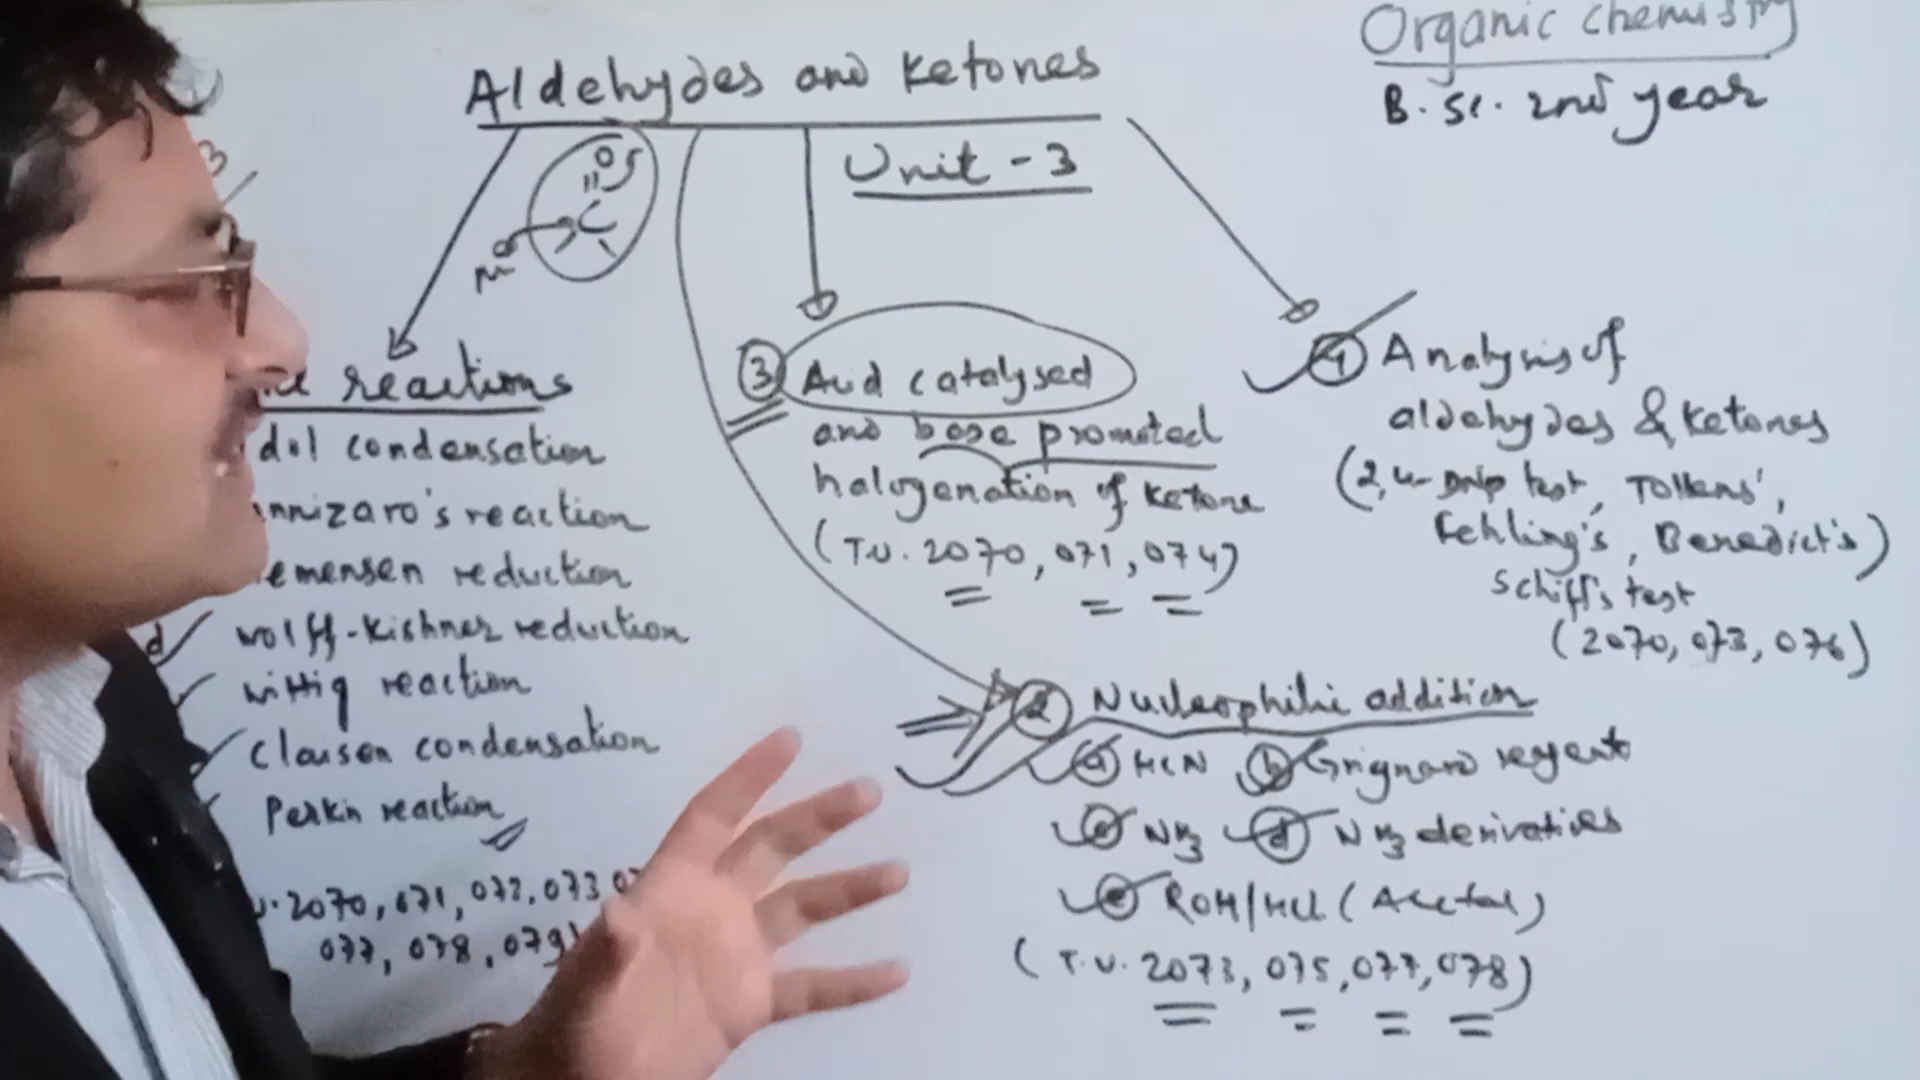 Organic chemistry
B.Sc. 2nd year
Aldehydes and Ketones
Unit - 3
O
C
reactions
dol condensation
nnizaro's reaction
emensen reduction
d wolff-Kishner reduction
wittig reaction
Claisen condensation
Perkin reaction
U. 2070, 071, 072, 073
077, 078, 079)
3 Acid catalysed
and base promoted
halogenation of ketone
(T.U. 2070, 071, 074)
4 Analysis of
aldehydes & Ketones
(2,4-DNP test, Tollens',
Fehling's, Benedict's)
Schiff's test
(2070, 073, 076)
2 Nucleophilic addition
a HCN b Grignard regent
c NH3 d NH3 derivatives
e ROH/HCl (Acetal)
(T.U. 2073, 075, 077, 078)